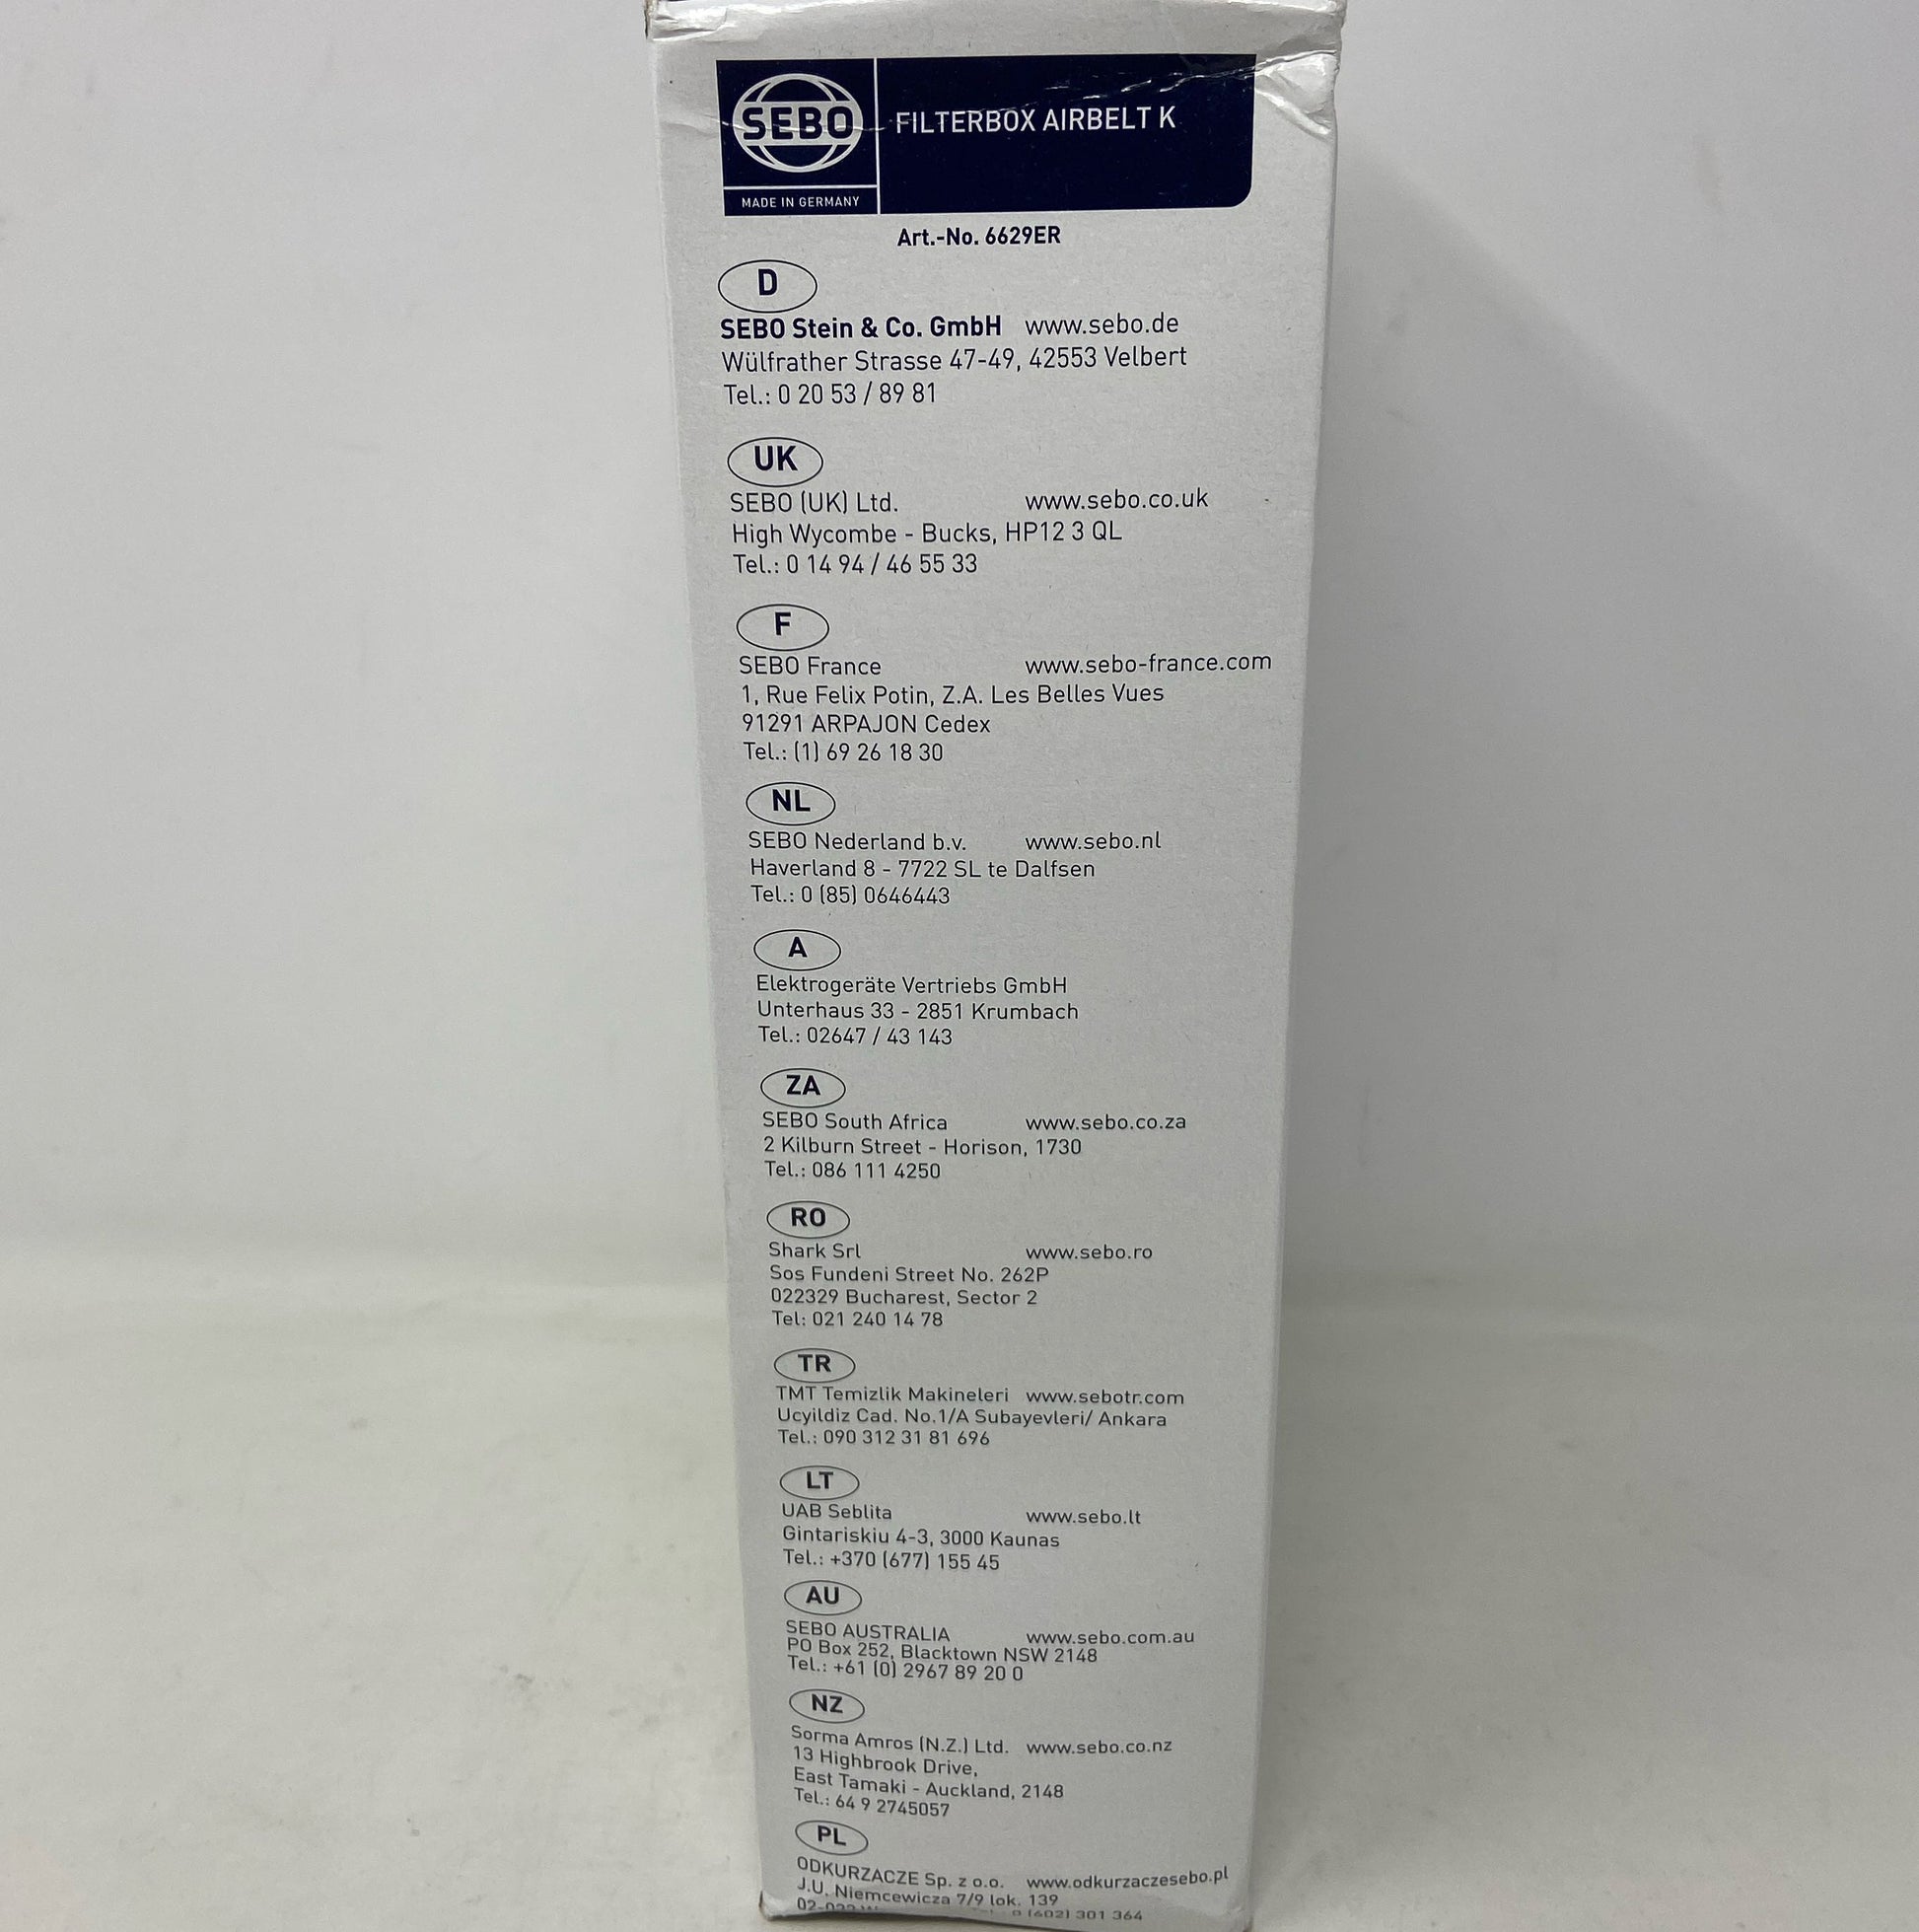 SEBO
FILTERBOX AIRBELT K
MADE IN GERMANY
Art.-No. 6629ER
D
SEBO Stein & Co. GmbH www.sebo.de
Wülfrather Strasse 47-49, 42553 Velbert
Tel.: 0 20 53 / 89 81
UK
SEBO (UK) Ltd. www.sebo.co.uk
High Wycombe - Bucks, HP12 3 QL
Tel.: 0 14 94 / 46 55 33
F
SEBO France www.sebo-france.com
1, Rue Felix Potin, Z.A. Les Belles Vues
91291 ARPAJON Cedex
Tel.: (1) 69 26 18 30
NL
SEBO Nederland b.v. www.sebo.nl
Haverland 8 - 7722 SL te Dalfsen
Tel.: 0 (85) 0646443
A
Elektrogeräte Vertriebs GmbH
Unterhaus 33 - 2851 Krumbach
Tel.: 02647 / 43 143
ZA
SEBO South Africa www.sebo.co.za
2 Kilburn Street - Horison, 1730
Tel.: 086 111 4250
RO
Shark Srl www.sebo.ro
Sos Fundeni Street No. 262P
022329 Bucharest, Sector 2
Tel: 021 240 14 78
TR
TMT Temizlik Makineleri www.sebotr.com
Ucyildiz Cad. No.1/A Subayevleri/ Ankara
Tel.: 090 312 31 81 696
LT
UAB Seblita www.sebo.lt
Gintariskiu 4-3, 3000 Kaunas
Tel.: +370 (677) 155 45
AU
SEBO AUSTRALIA www.sebo.com.au
PO Box 252, Blacktown NSW 2148
Tel.: +61 (0) 2967 89 20 0
NZ
Sorma Amros (N.Z.) Ltd. www.sebo.co.nz
13 Highbrook Drive,
East Tamaki - Auckland, 2148
Tel.: 64 9 2745057
PL
ODKURZACZE Sp. z o.o. www.odkurzaczesebo.pl
J.U. Niemcewicza 7/9 lok. 139
(602) 301 364